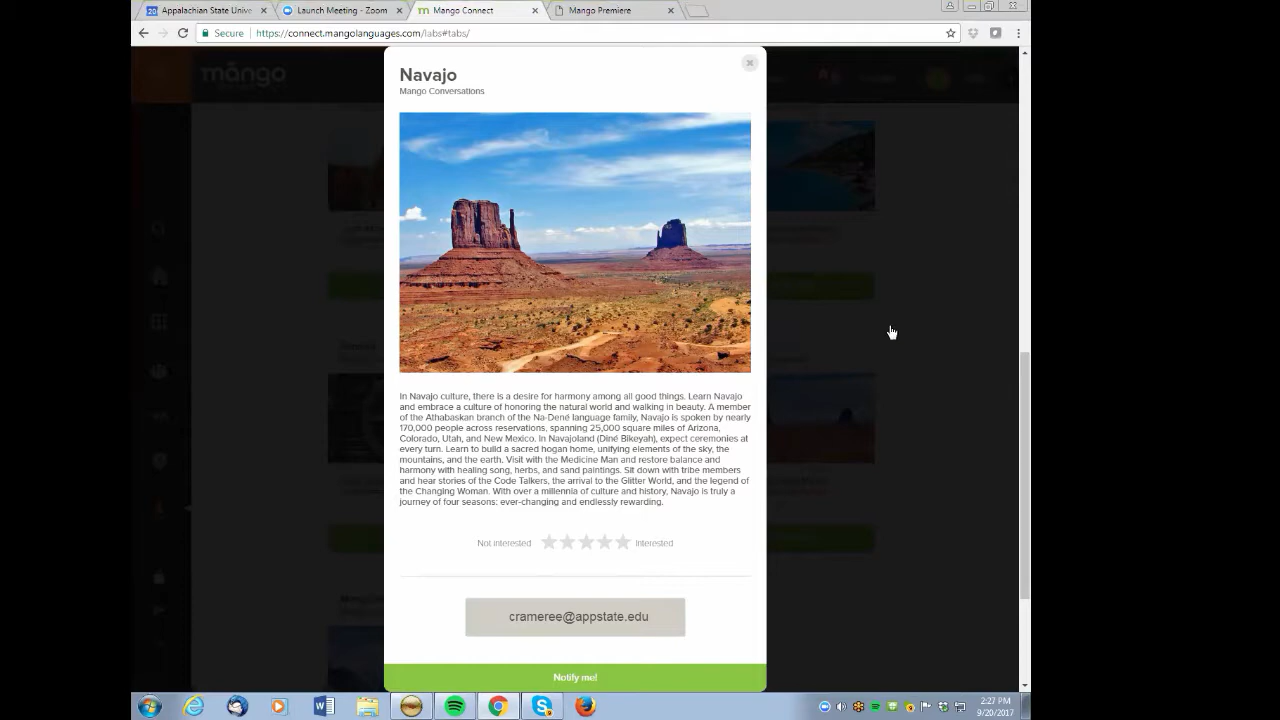 Appalachian State Unive
Launch Meeting - Zoom
Mango Connect
Mango Premiere
Secure
https://connect.mangolanguages.com/labs#tabs/
mango
Navajo
Mango Conversations
In Navajo culture, there is a desire for harmony among all good things. Learn Navajo
and embrace a culture of honoring the natural world and walking in beauty. A member
of the Athabaskan branch of the Na-Dené language family, Navajo is spoken by nearly
170,000 people across reservations, spanning 25,000 square miles of Arizona,
Colorado, Utah, and New Mexico. In Navajoland (Diné Bikeyah), expect ceremonies at
every turn. Learn to build a sacred hogan home, unifying elements of the sky, the
mountains, and the earth. Visit with the Medicine Man and restore balance and
harmony with healing song, herbs, and sand paintings. Sit down with tribe members
and hear stories of the Code Talkers, the arrival to the Glitter World, and the legend of
the Changing Woman. With over a millennia of culture and history, Navajo is truly a
journey of four seasons: ever-changing and endlessly rewarding.
Not interested
Interested
crameree@appstate.edu
Notify me!
2:27 PM
9/20/2017